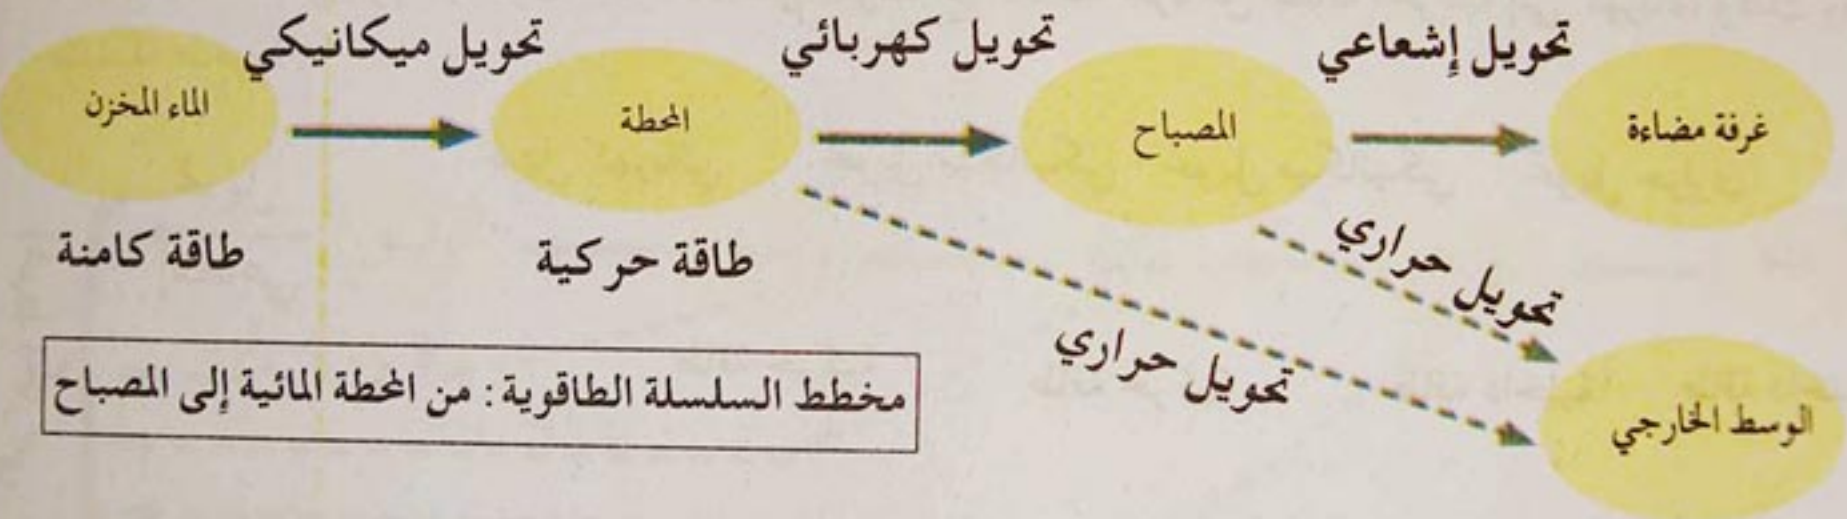 تحويل ميكانيكي
تحويل كهربائي
تحويل إشعاعي
الماء المخزن
المحطة
المصباح
غرفة مضاءة
طاقة كامنة
طاقة حركية
تحويل حراري
تحويل حراري
الوسط الخارجي
مخطط السلسلة الطاقوية: من المحطة المائية إلى المصباح